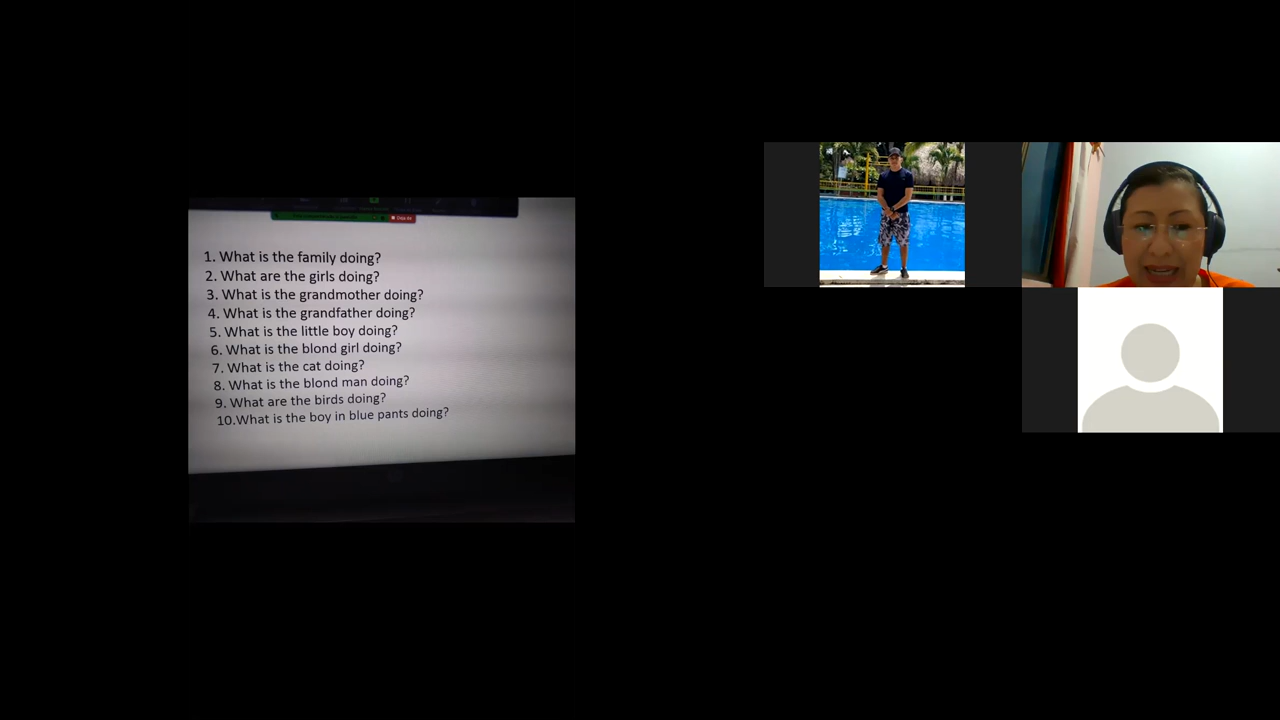 1. What is the family doing?
2. What are the girls doing?
3. What is the grandmother doing?
4. What is the grandfather doing?
5. What is the little boy doing?
6. What is the blond girl doing?
7. What is the cat doing?
8. What is the blond man doing?
9. What are the birds doing?
10.What is the boy in blue pants doing?